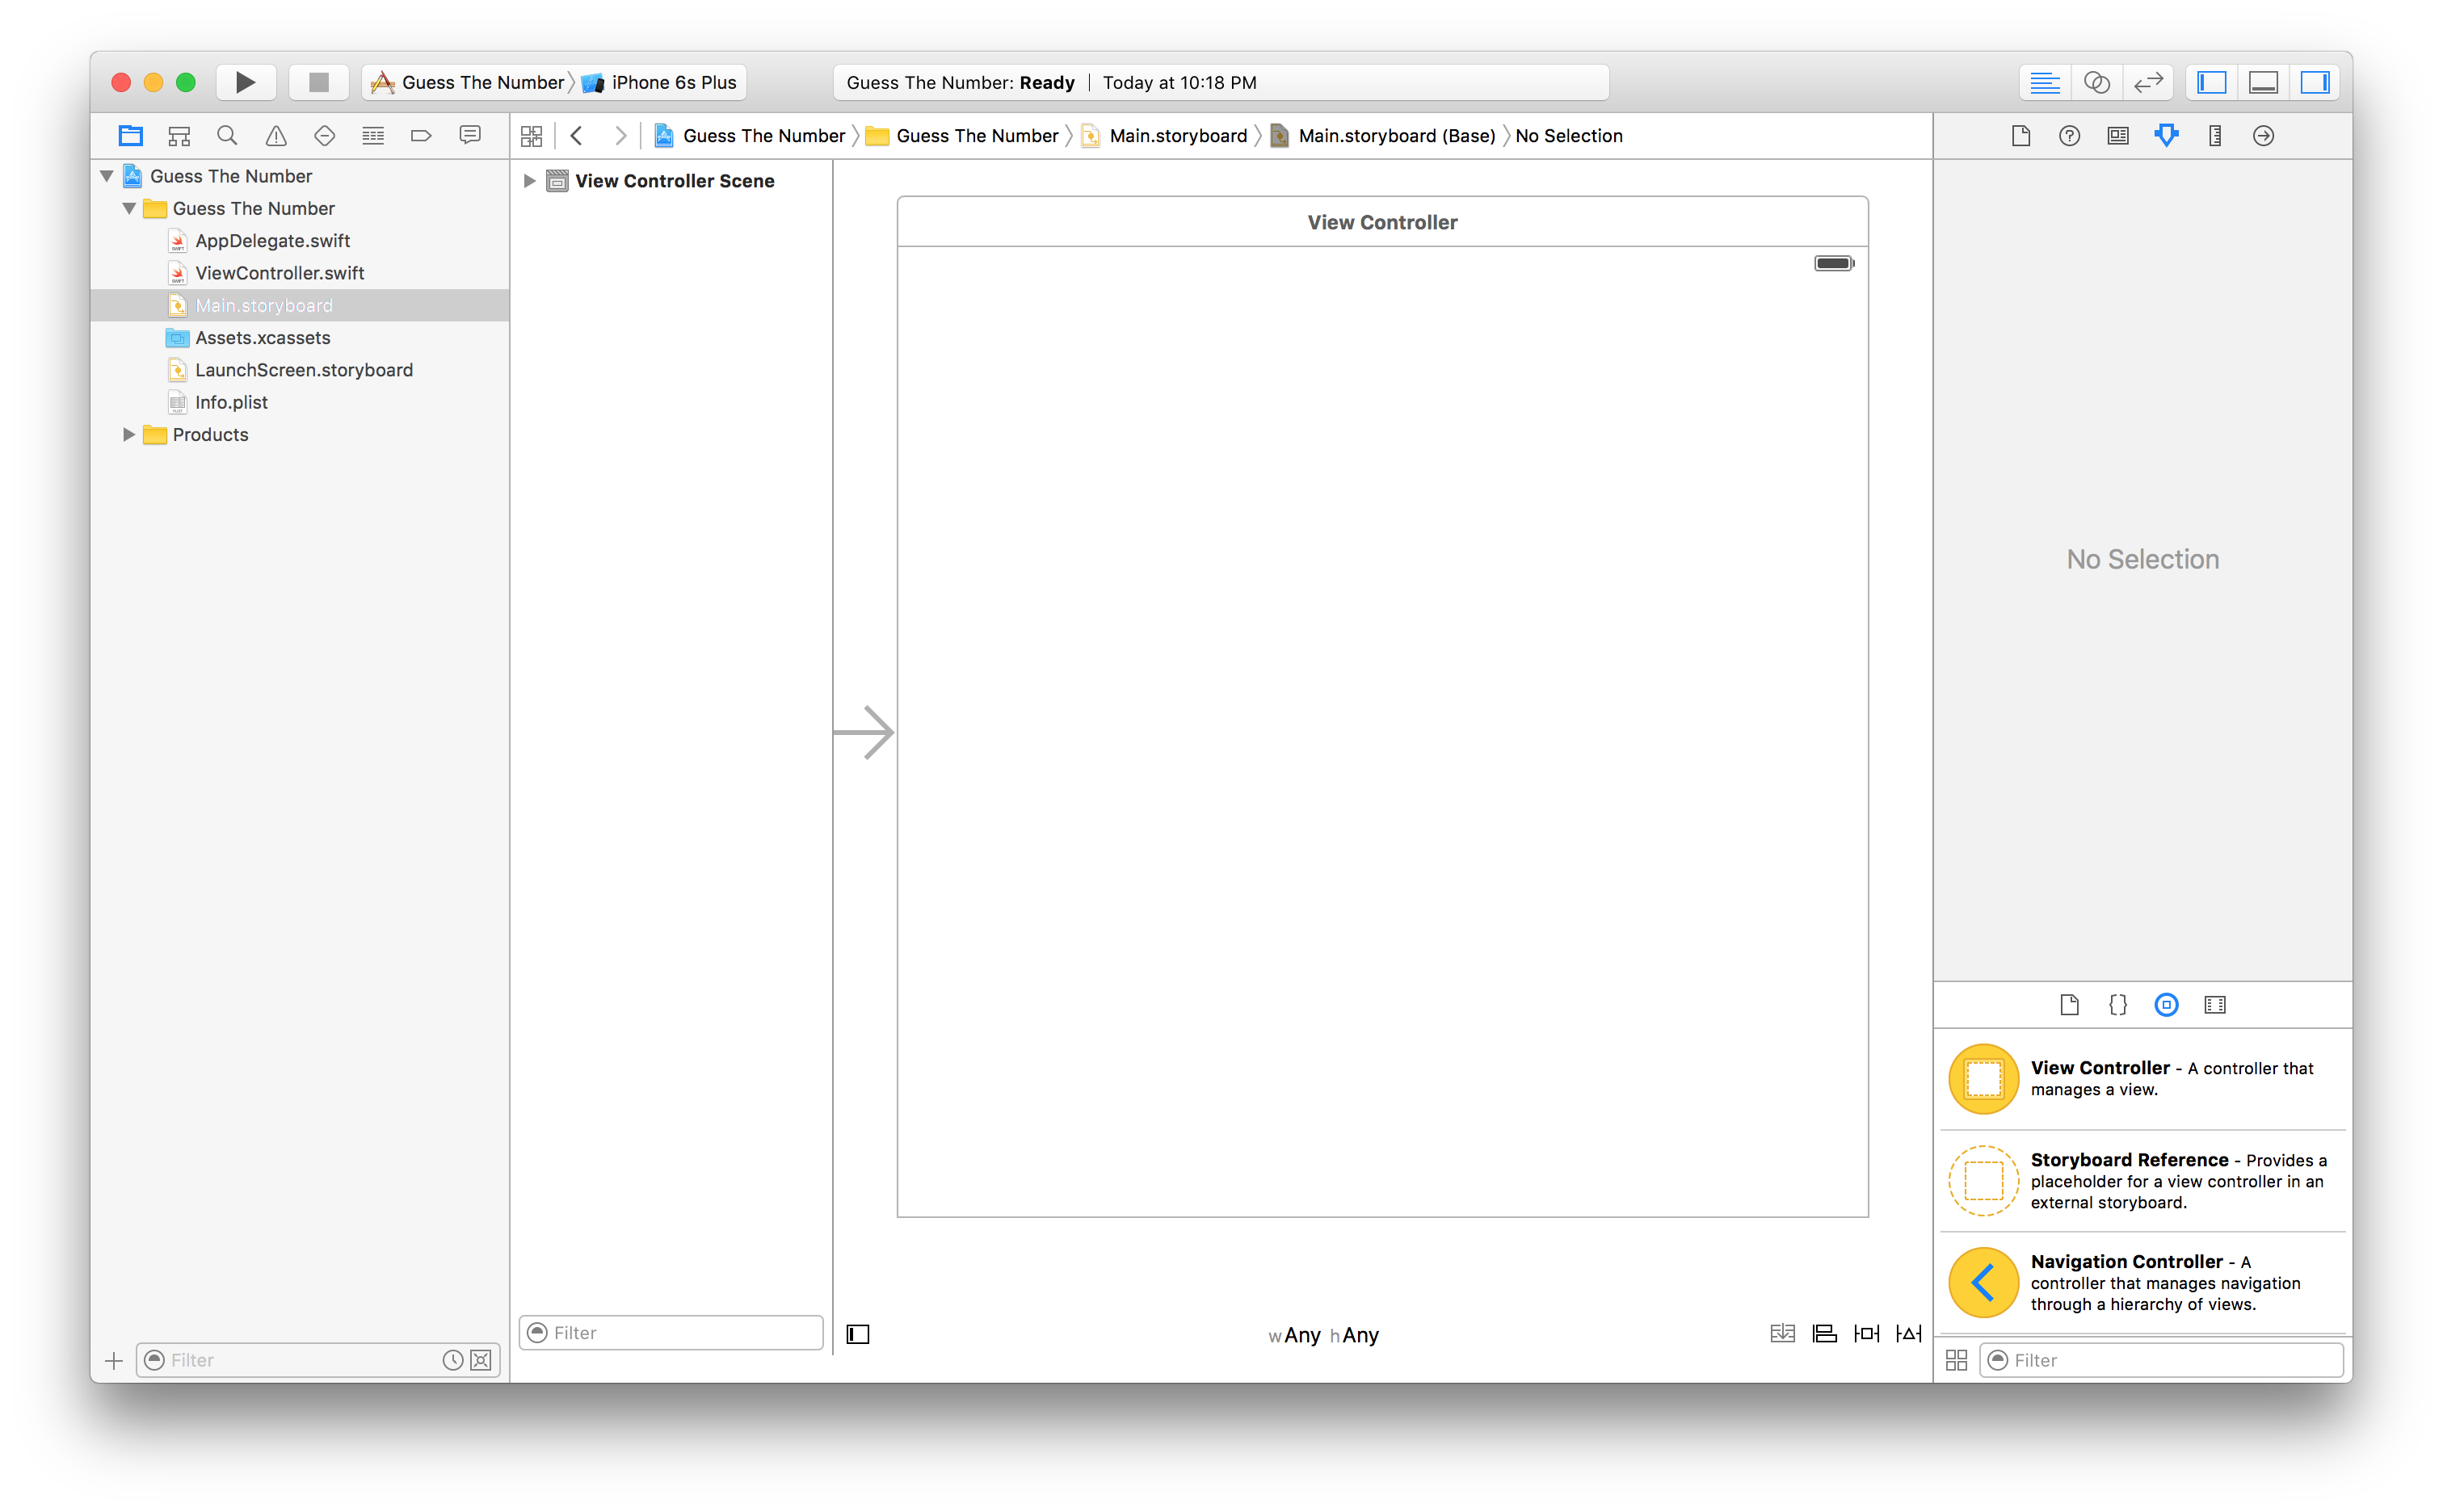 Guess The Number iPhone 6s Plus
Guess The Number: Ready Today at 10:18 PM
Guess The Number Guess The Number Main.storyboard Main.storyboard (Base) No Selection
Guess The Number
Guess The Number
AppDelegate.swift
ViewController.swift
Main.storyboard
Assets.xcassets
LaunchScreen.storyboard
Info.plist
Products
Filter
View Controller Scene
Filter
View Controller
wAny hAny
No Selection
View Controller - A controller that
manages a view.
Storyboard Reference - Provides a
placeholder for a view controller in an
external storyboard.
Navigation Controller - A
controller that manages navigation
through a hierarchy of views.
Filter